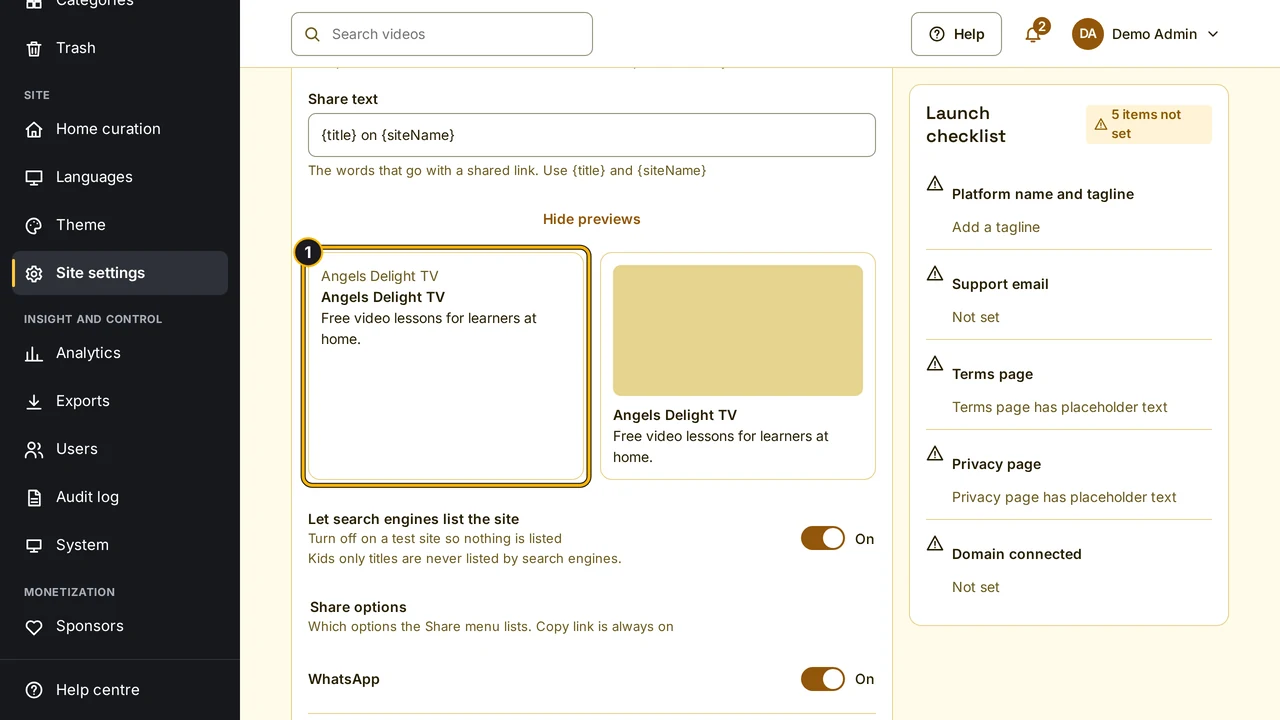 Categories
Trash
SITE
Home curation
Languages
Theme
Site settings
INSIGHT AND CONTROL
Analytics
Exports
Users
Audit log
System
MONETIZATION
Sponsors
Help centre
Search videos
Help
2
DA
Demo Admin
Share text
{title} on {siteName}
The words that go with a shared link. Use {title} and {siteName}
Hide previews
1
Angels Delight TV
Angels Delight TV
Free video lessons for learners at
home.
Angels Delight TV
Free video lessons for learners at
home.
Let search engines list the site
Turn off on a test site so nothing is listed
Kids only titles are never listed by search engines.
On
Share options
Which options the Share menu lists. Copy link is always on
WhatsApp
On
Launch
checklist
5 items not
set
Platform name and tagline
Add a tagline
Support email
Not set
Terms page
Terms page has placeholder text
Privacy page
Privacy page has placeholder text
Domain connected
Not set